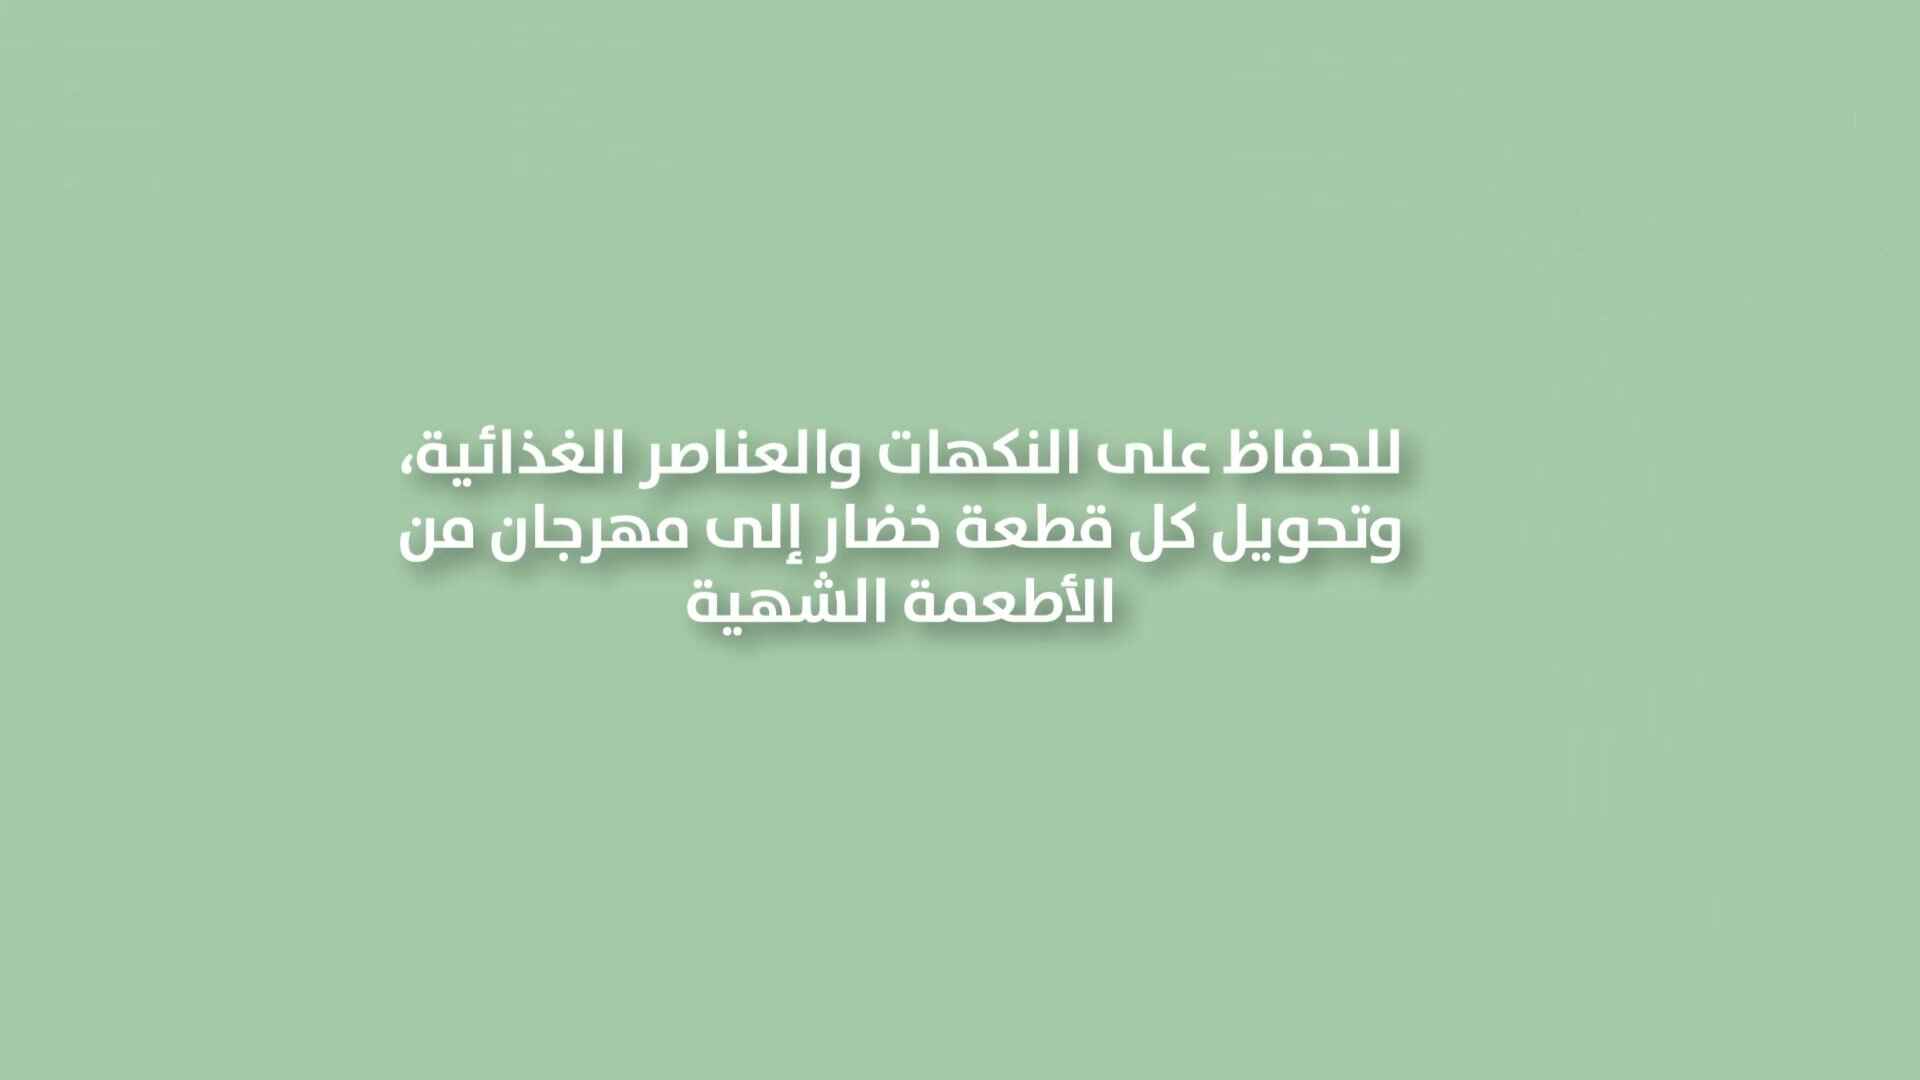 للحفاظ على النكهات والعناصر الغذائية،
وتحويل كل قطعة خضار إلى مهرجان من
الأطعمة الشهية